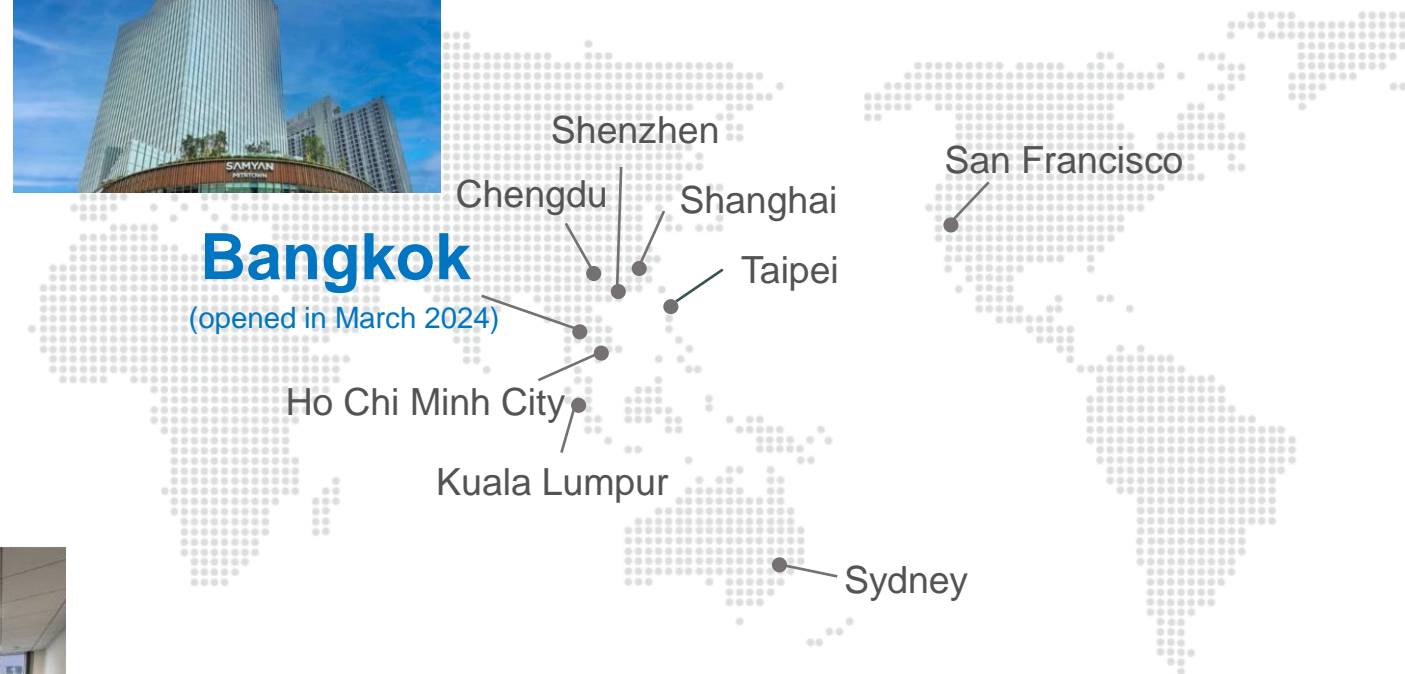 SAMYAN
MITRTOWN
Shenzhen
San Francisco
Chengdu
Shanghai
Bangkok
Taipei
(opened in March 2024)
Ho Chi Minh City
Kuala Lumpur
Sydney